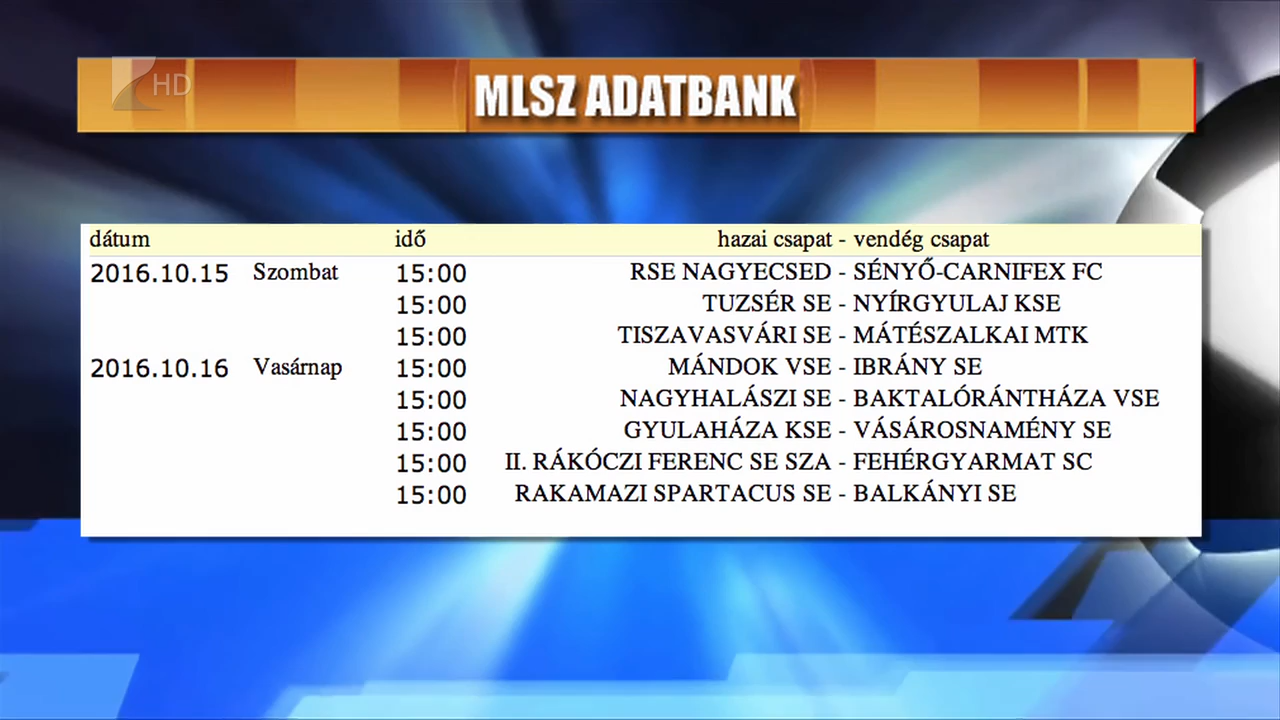 HD
MLSZ ADATBANK
dátum idő hazai csapat - vendég csapat
2016.10.15 Szombat 15:00 RSE NAGYECSED - SÉNYŐ-CARNIFEX FC
15:00 TUZSÉR SE - NYÍRGYULAJ KSE
15:00 TISZAVASVÁRI SE - MÁTÉSZALKAI MTK
2016.10.16 Vasárnap 15:00 MÁNDOK VSE - IBRÁNY SE
15:00 NAGYHALÁSZI SE - BAKTALÓRÁNTHÁZA VSE
15:00 GYULAHÁZA KSE - VÁSÁROSNAMÉNY SE
15:00 II. RÁKÓCZI FERENC SE SZA - FEHÉRGYARMAT SC
15:00 RAKAMAZI SPARTACUS SE - BALKÁNYI SE